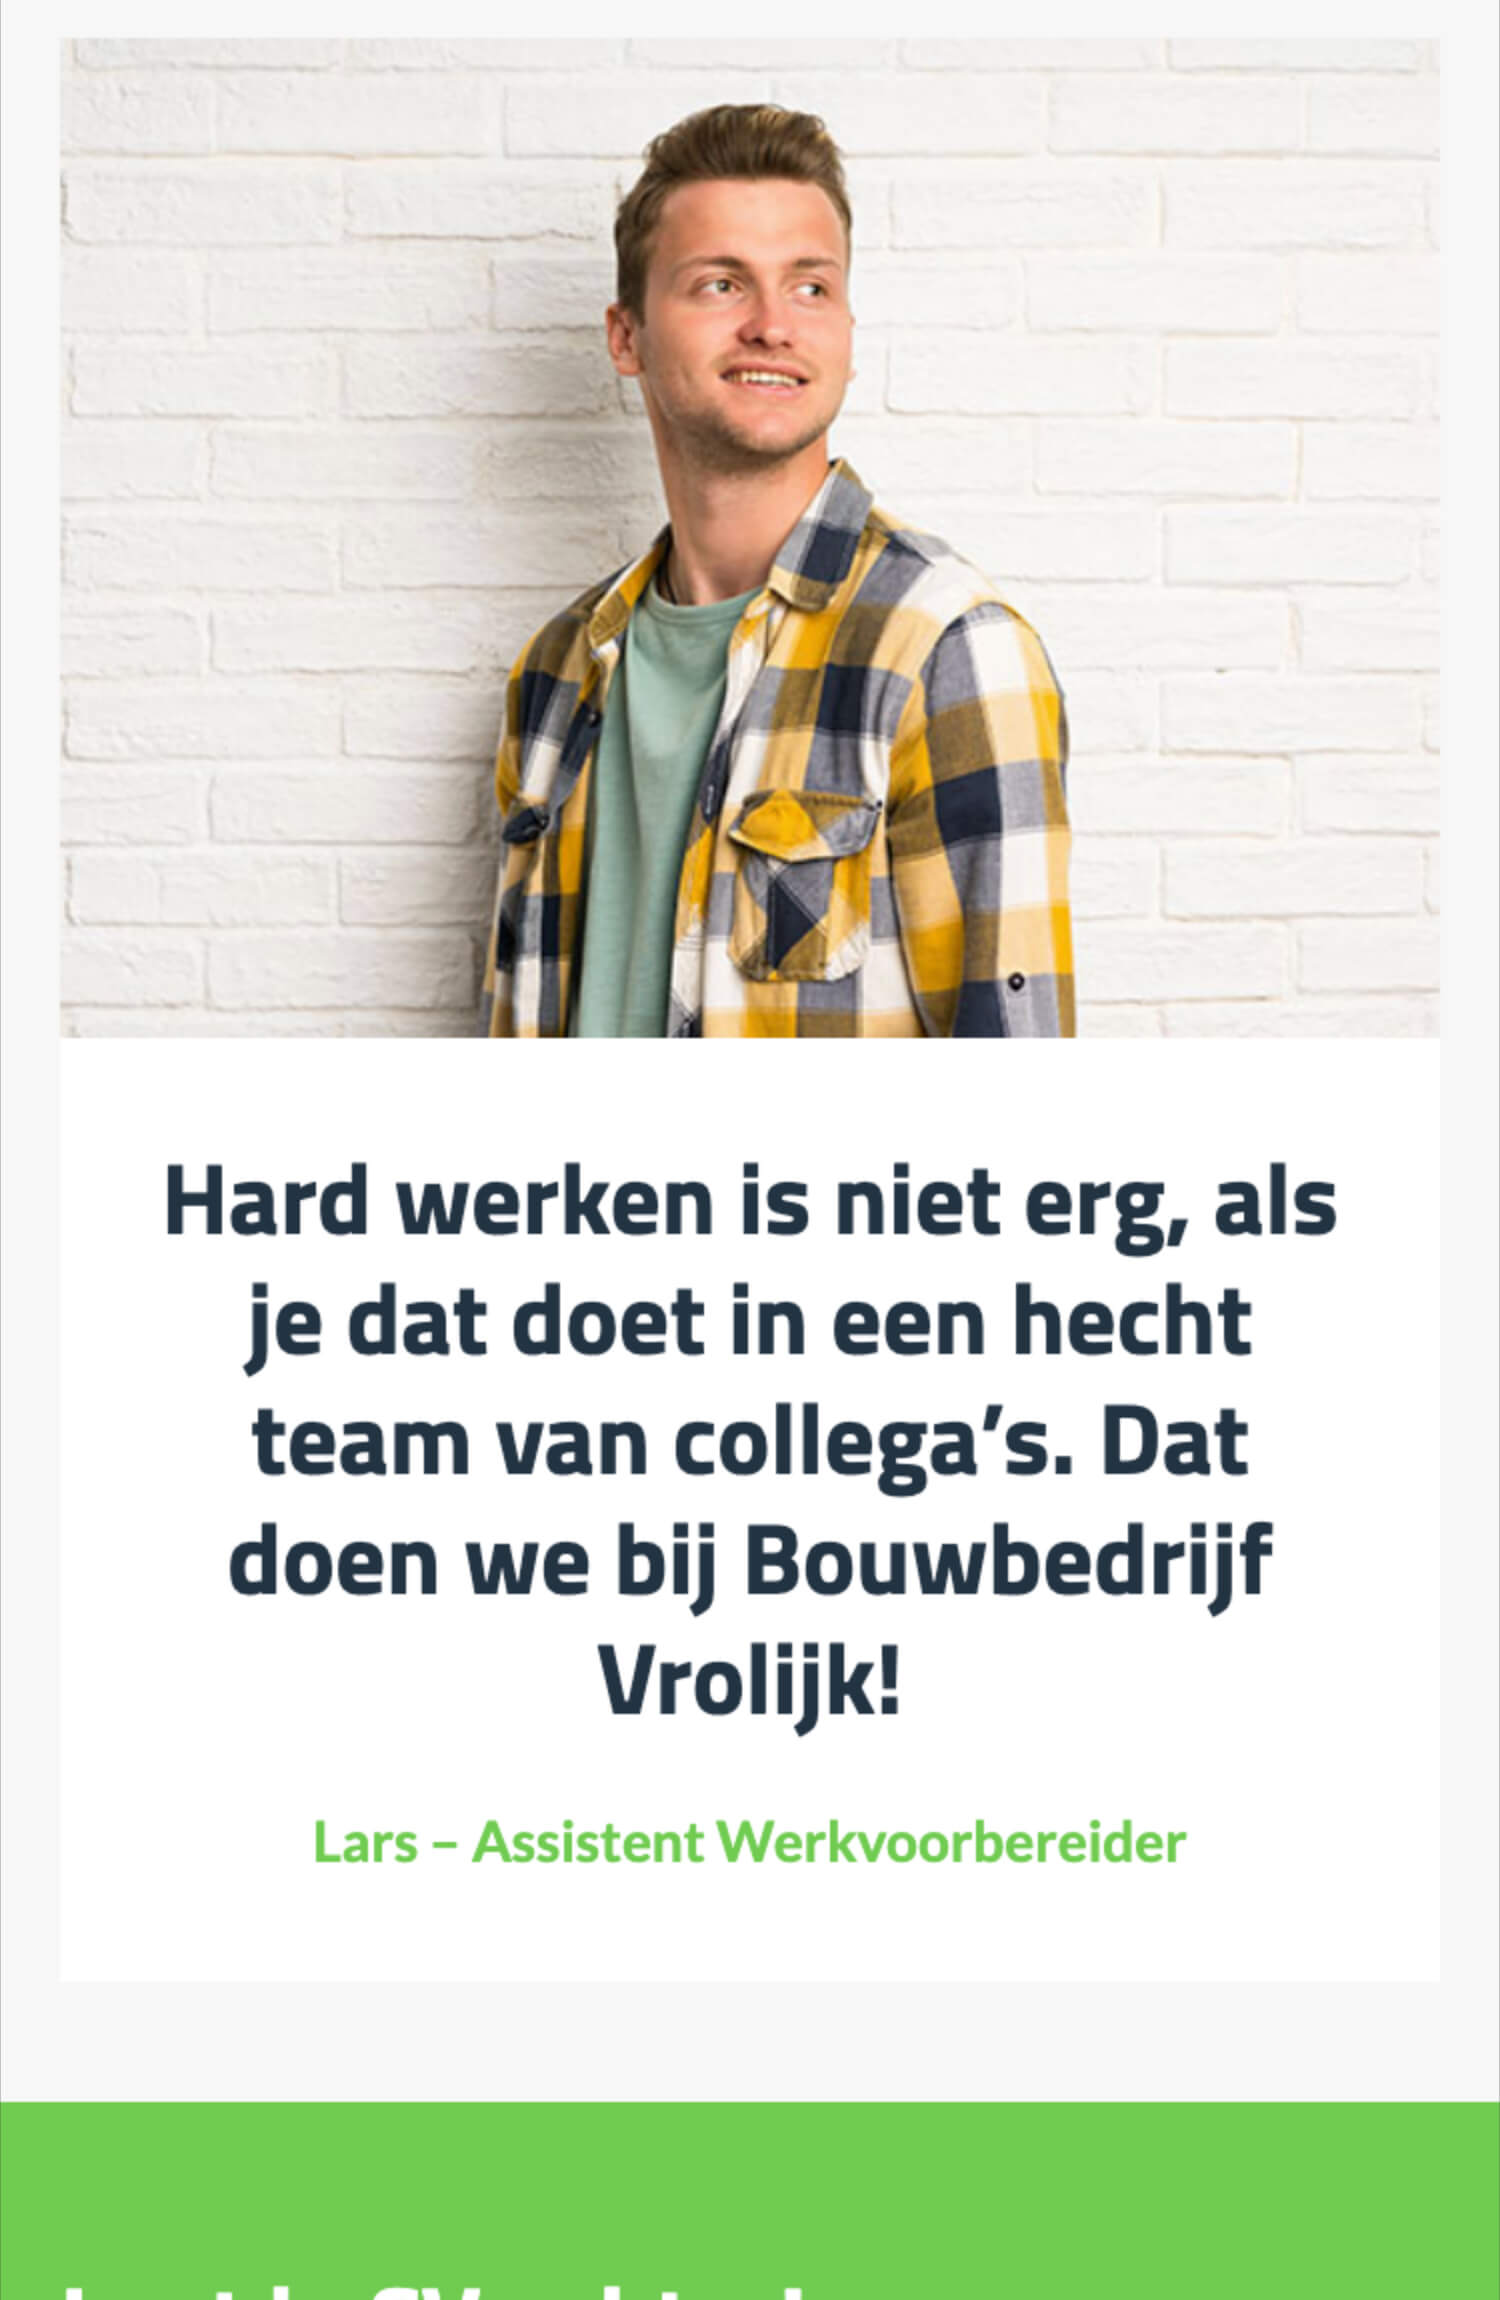 Hard werken is niet erg, als
je dat doet in een hecht
team van collega’s. Dat
doen we bij Bouwbedrijf
Vrolijk!
Lars – Assistent Werkvoorbereider